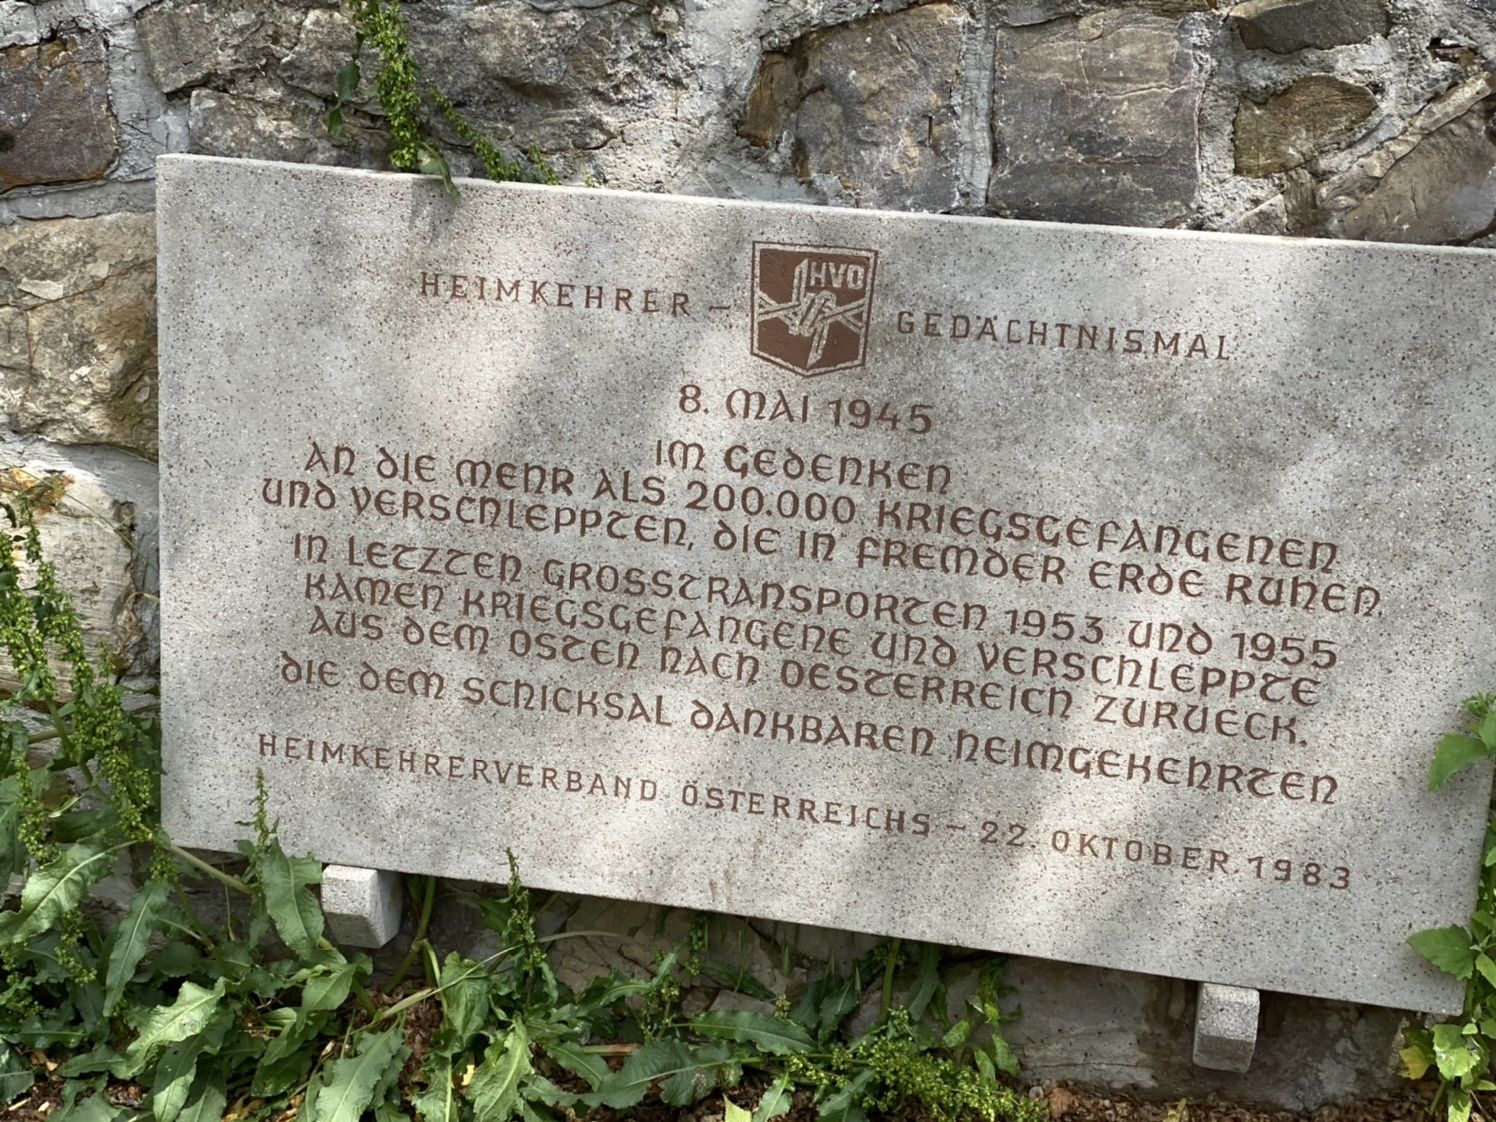 HEIMKEHRER – HVO GEDÄCHTNISMAL
8. MAI 1945
IM GEDENKEN
AN DIE MEHR ALS 200.000 KRIEGSGEFANGENEN
UND VERSCHLEPPTEN, DIE IN FREMDER ERDE RUHEN.
IN LETZTEN GROSSTRANSPORTEN 1953 UND 1955
KAMEN KRIEGSGEFANGENE UND VERSCHLEPPTE
AUS DEM OSTEN NACH OESTERREICH ZURUECK.
DIE DEM SCHICKSAL DANKBAREN HEIMGEKEHRTEN
HEIMKEHRERVERBAND ÖSTERREICHS – 22. OKTOBER 1983